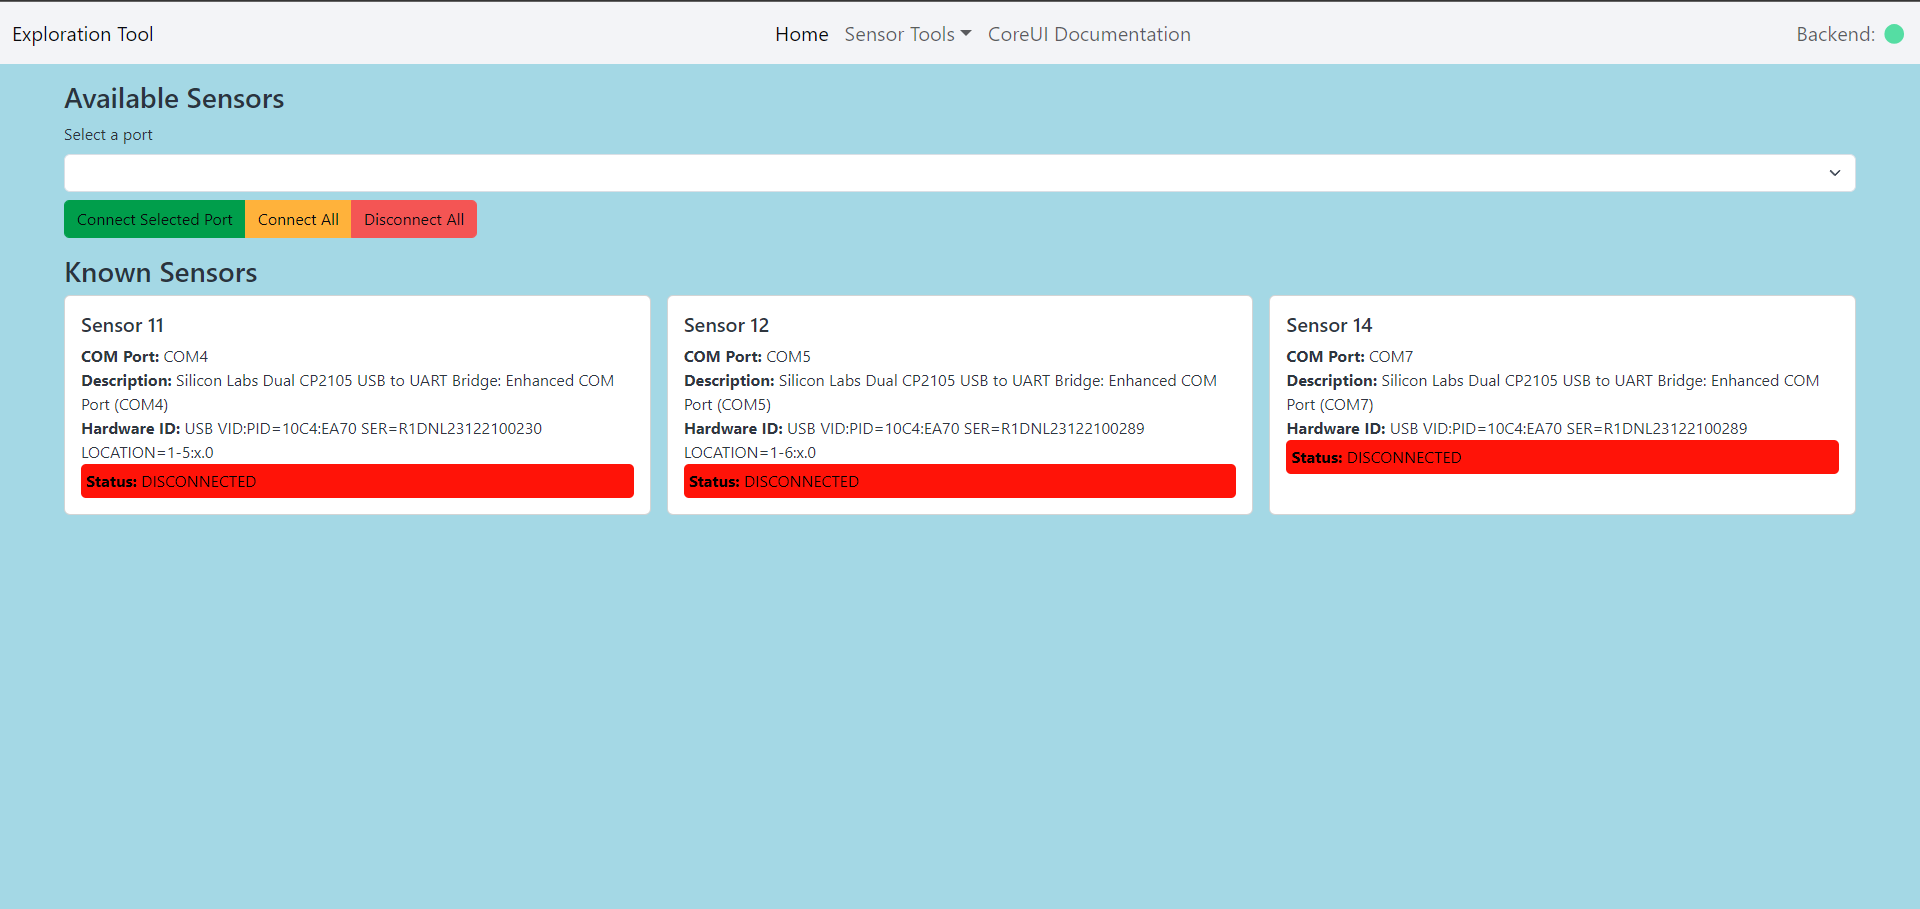 Exploration Tool
Home Sensor Tools CoreUI Documentation
Backend:
Available Sensors
Select a port
Connect Selected Port Connect All Disconnect All
Known Sensors
Sensor 11
COM Port: COM4
Description: Silicon Labs Dual CP2105 USB to UART Bridge: Enhanced COM
Port (COM4)
Hardware ID: USB VID:PID=10C4:EA70 SER=R1DNL23122100230
LOCATION=1-5:x.0
Status: DISCONNECTED
Sensor 12
COM Port: COM5
Description: Silicon Labs Dual CP2105 USB to UART Bridge: Enhanced COM
Port (COM5)
Hardware ID: USB VID:PID=10C4:EA70 SER=R1DNL23122100289
LOCATION=1-6:x.0
Status: DISCONNECTED
Sensor 14
COM Port: COM7
Description: Silicon Labs Dual CP2105 USB to UART Bridge: Enhanced COM
Port (COM7)
Hardware ID: USB VID:PID=10C4:EA70 SER=R1DNL23122100289
Status: DISCONNECTED